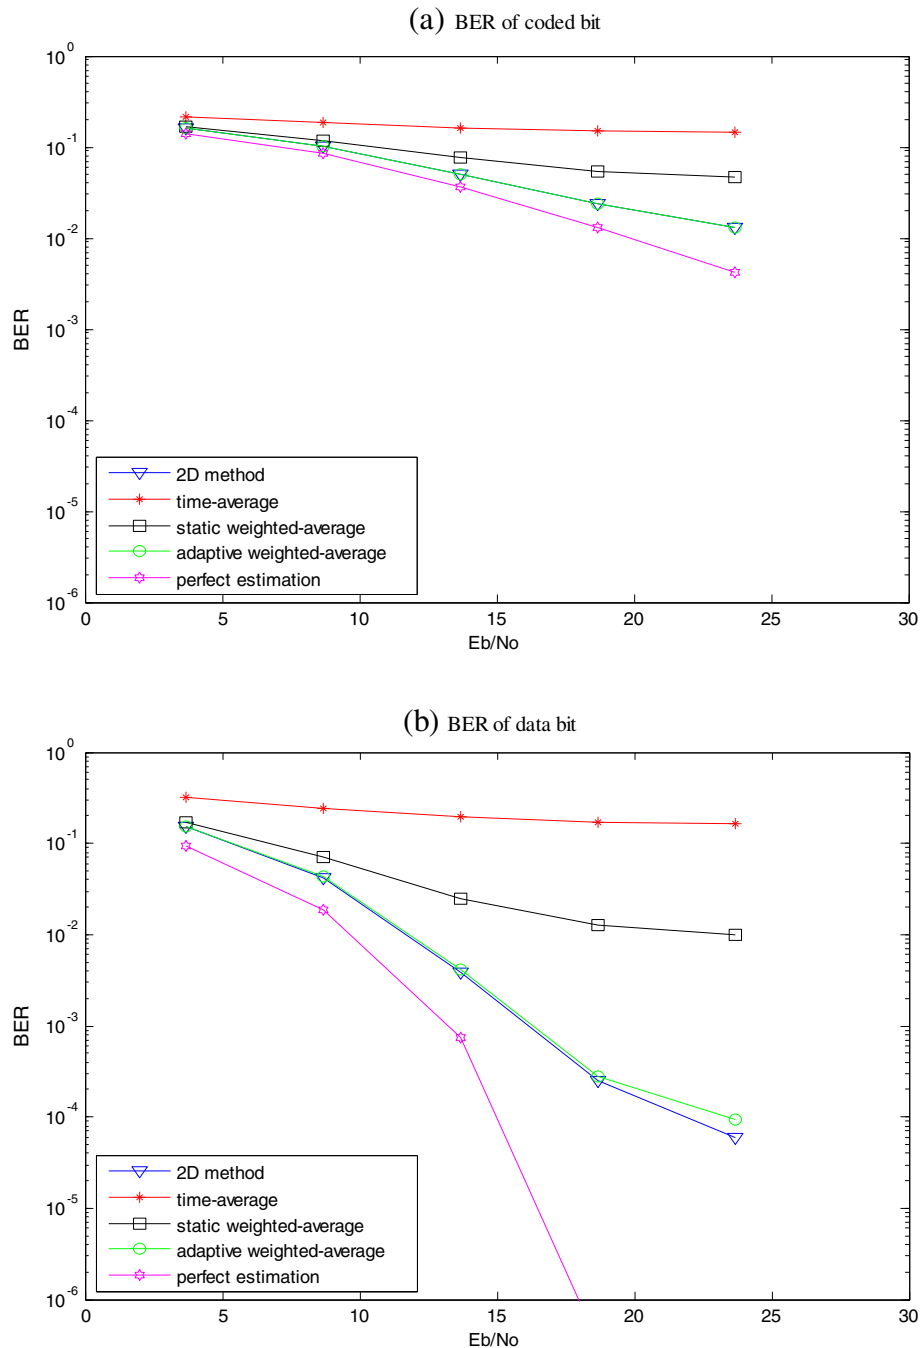 (a) BER of coded bit
10^0
10^-1
10^-2
10^-3
10^-4
10^-5
10^-6
BER
2D method
time-average
static weighted-average
adaptive weighted-average
perfect estimation
0 5 10 15 20 25 30
Eb/No
(b) BER of data bit
10^0
10^-1
10^-2
10^-3
10^-4
10^-5
10^-6
BER
2D method
time-average
static weighted-average
adaptive weighted-average
perfect estimation
0 5 10 15 20 25 30
Eb/No